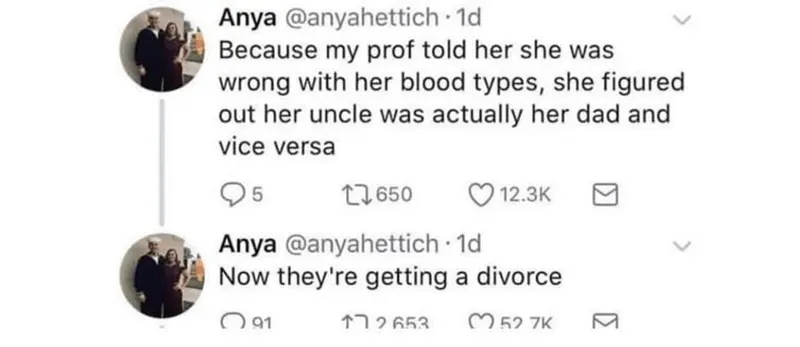 Anya @anyahettich · 1d
Because my prof told her she was
wrong with her blood types, she figured
out her uncle was actually her dad and
vice versa
5 650 12.3K
Anya @anyahettich · 1d
Now they're getting a divorce
91 2,653 52.7K